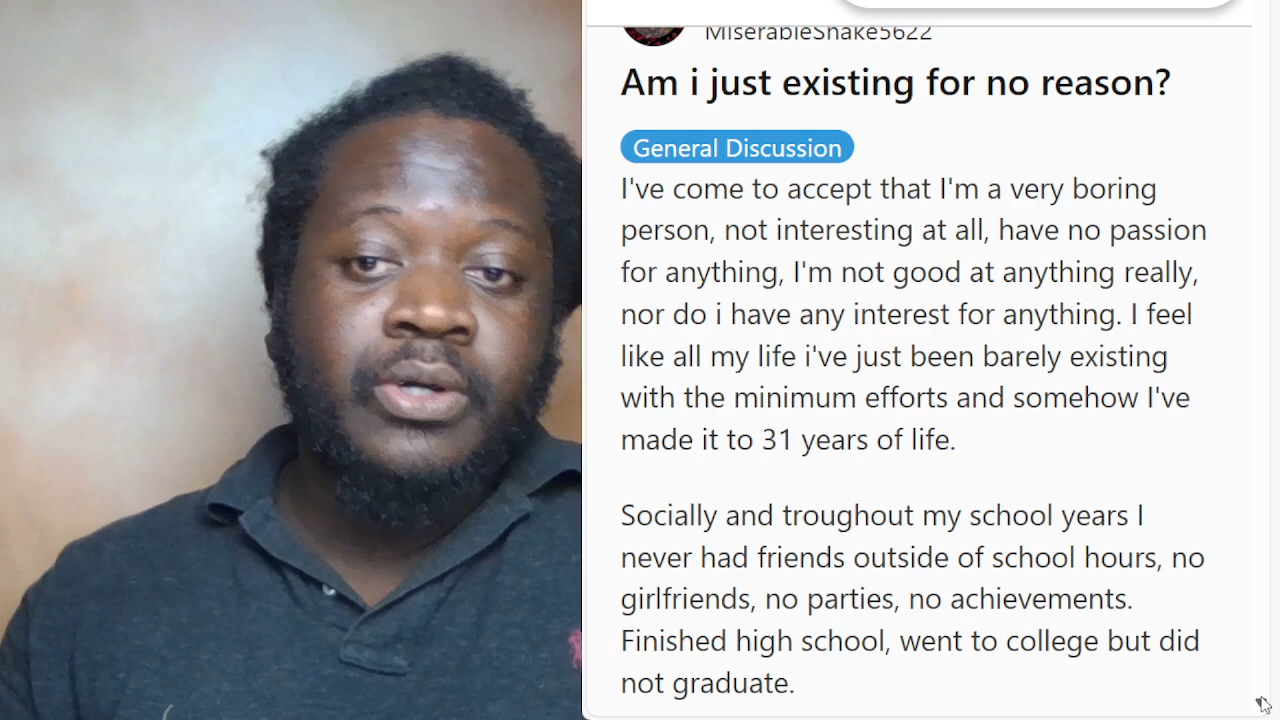 MiserableSnake5622
Am i just existing for no reason?
General Discussion
I've come to accept that I'm a very boring
person, not interesting at all, have no passion
for anything, I'm not good at anything really,
nor do i have any interest for anything. I feel
like all my life i've just been barely existing
with the minimum efforts and somehow I've
made it to 31 years of life.
Socially and troughout my school years I
never had friends outside of school hours, no
girlfriends, no parties, no achievements.
Finished high school, went to college but did
not graduate.